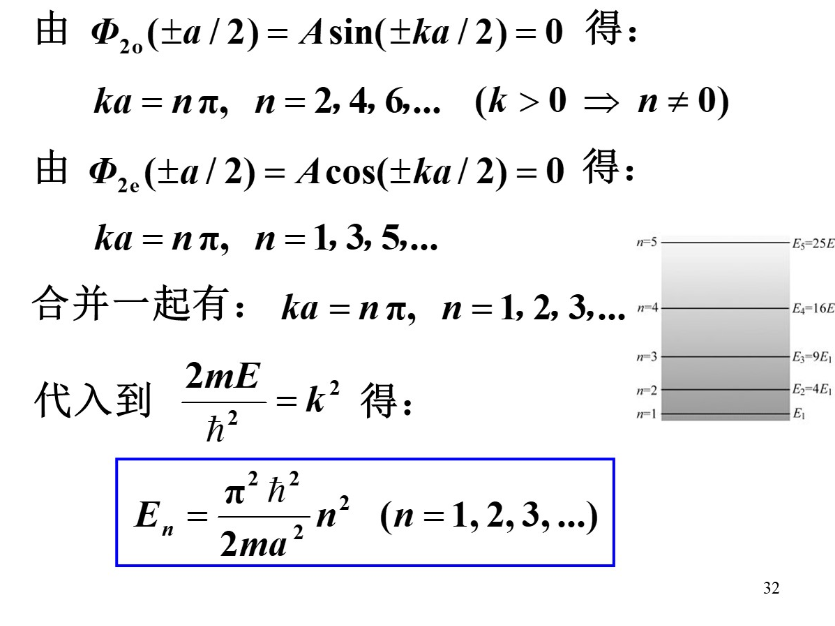 由 Φ₂ₒ(±a / 2) = A sin(±ka / 2) = 0 得：
ka = nπ, n = 2, 4, 6,... (k > 0 ⇒ n ≠ 0)
由 Φ₂ₑ(±a / 2) = A cos(±ka / 2) = 0 得：
ka = nπ, n = 1, 3, 5,...
合并一起有： ka = nπ, n = 1, 2, 3,...
代入到 2mE/ħ² = k² 得：
Eₙ = π²ħ²/2ma² n² (n = 1, 2, 3, ...)
n=5 E₅=25E
n=4 E₄=16E
n=3 E₃=9E₁
n=2 E₂=4E₁
n=1 E₁
32